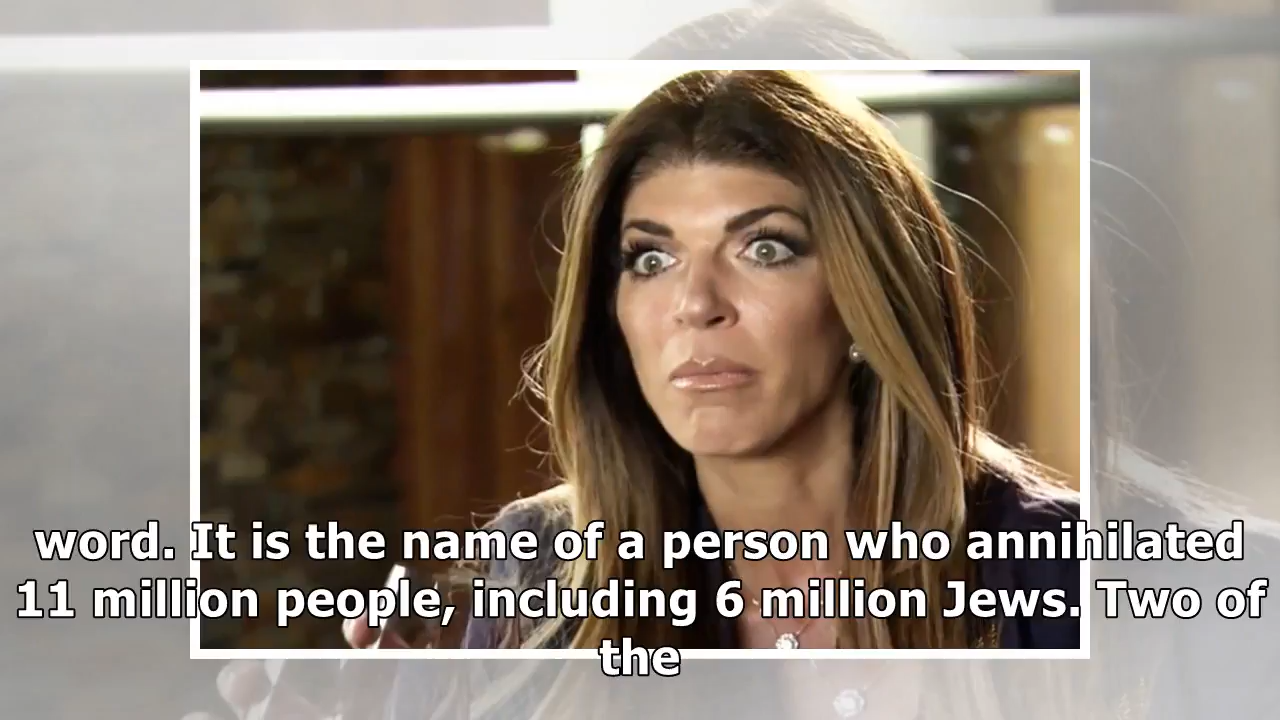 word. It is the name of a person who annihilated
11 million people, including 6 million Jews. Two of
the